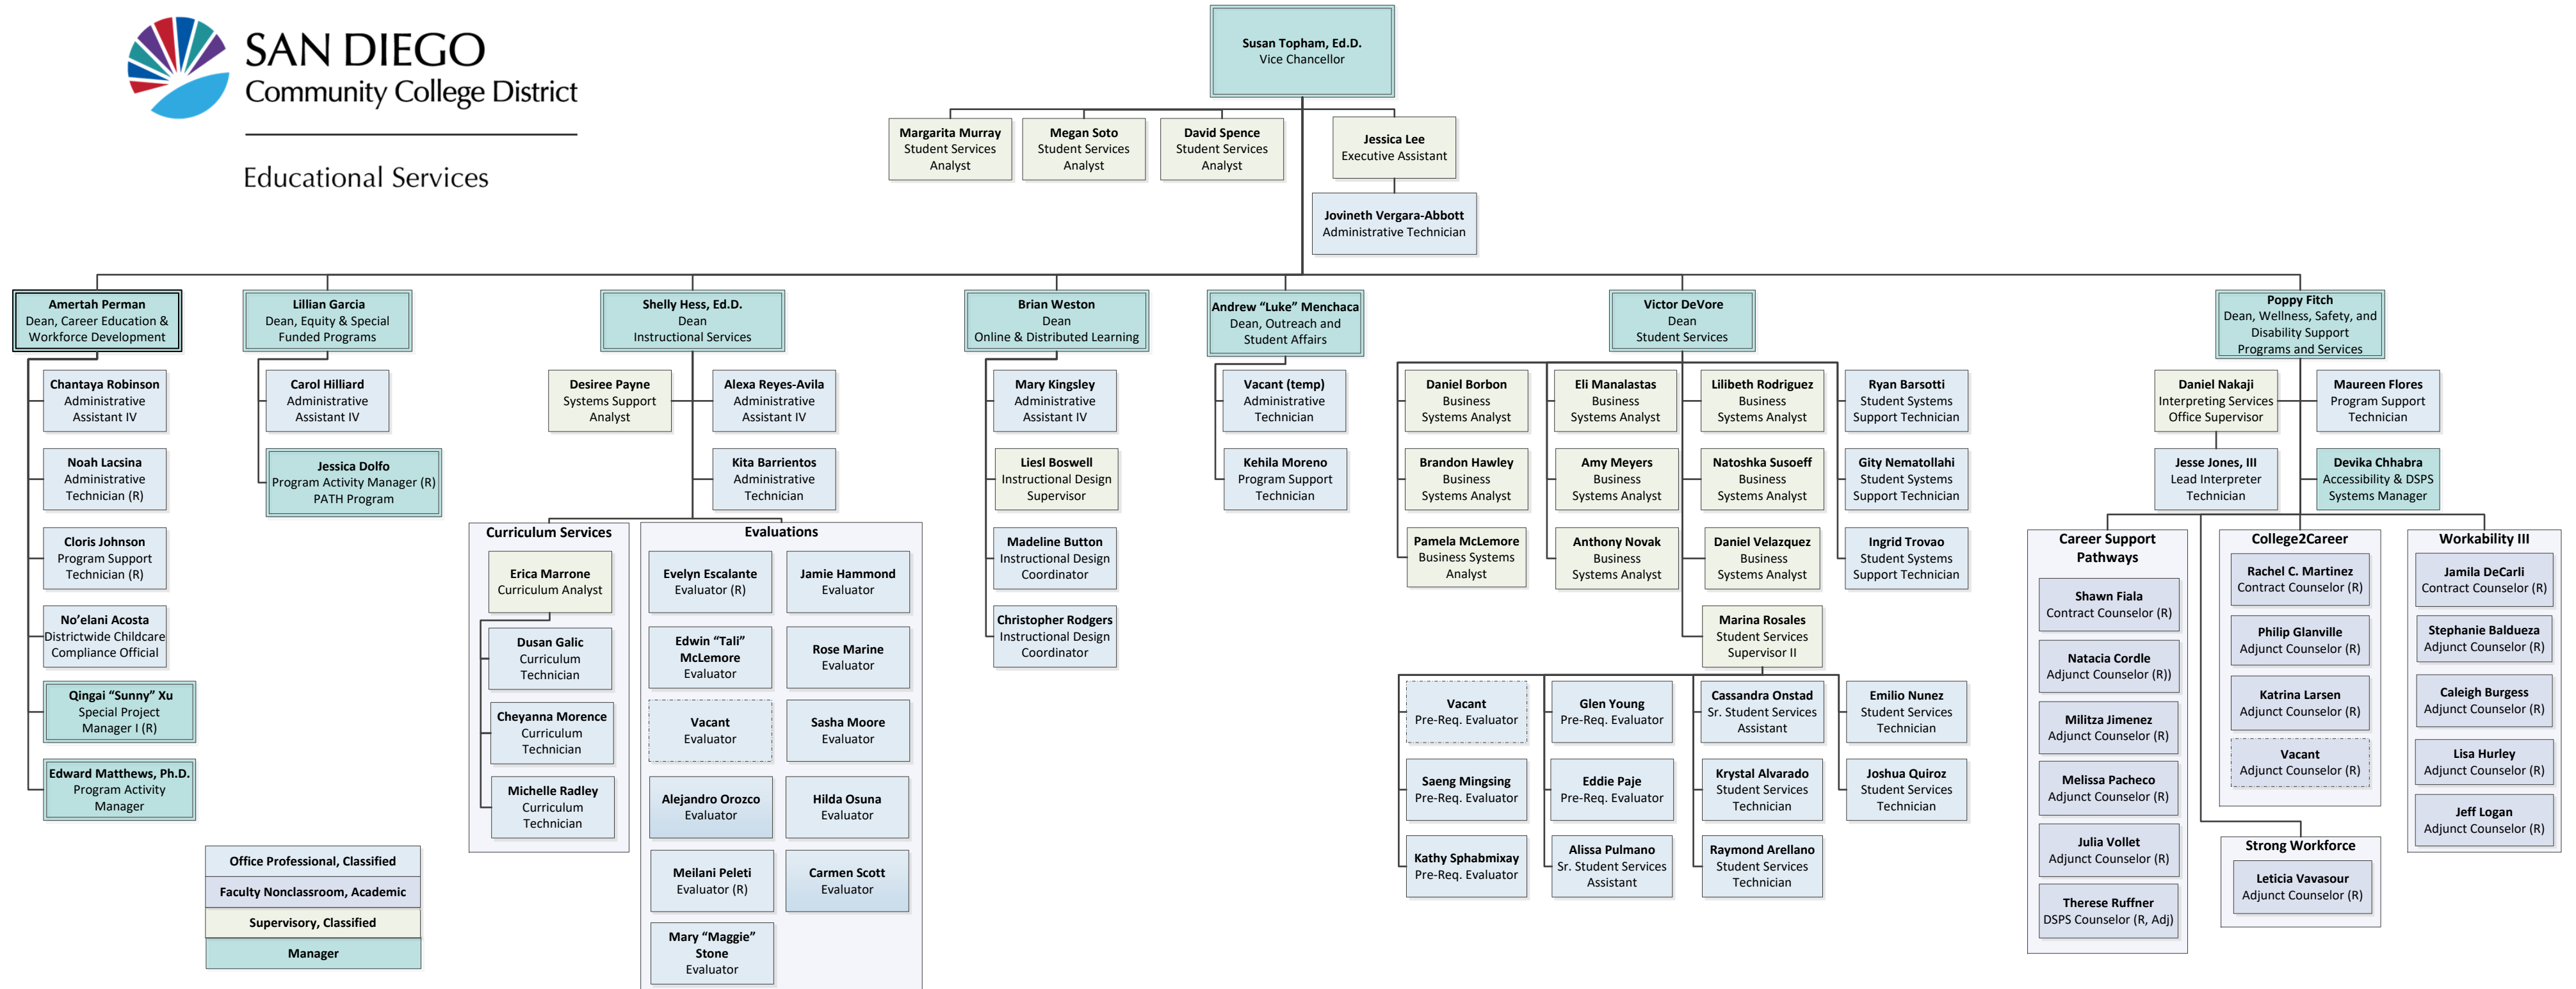 SAN DIEGO
Community College District
Educational Services
Susan Topham, Ed.D.
Vice Chancellor
Margarita Murray
Student Services
Analyst
Megan Soto
Student Services
Analyst
David Spence
Student Services
Analyst
Jessica Lee
Executive Assistant
Jovineth Vergara-Abbott
Administrative Technician
Amertah Perman
Dean, Career Education &
Workforce Development
Chantaya Robinson
Administrative
Assistant IV
Noah Lacsina
Administrative
Technician (R)
Cloris Johnson
Program Support
Technician (R)
No’elani Acosta
Districtwide Childcare
Compliance Official
Qingai “Sunny” Xu
Special Project
Manager I (R)
Edward Matthews, Ph.D.
Program Activity
Manager
Lillian Garcia
Dean, Equity & Special
Funded Programs
Carol Hilliard
Administrative
Assistant IV
Jessica Dolfo
Program Activity Manager (R)
PATH Program
Shelly Hess, Ed.D.
Dean
Instructional Services
Desiree Payne
Systems Support
Analyst
Alexa Reyes-Avila
Administrative
Assistant IV
Kita Barrientos
Administrative
Technician
Curriculum Services
Erica Marrone
Curriculum Analyst
Dusan Galic
Curriculum
Technician
Cheyanna Morence
Curriculum
Technician
Michelle Radley
Curriculum
Technician
Evaluations
Evelyn Escalante
Evaluator (R)
Jamie Hammond
Evaluator
Edwin “Tali”
McLemore
Evaluator
Rose Marine
Evaluator
Vacant
Evaluator
Sasha Moore
Evaluator
Alejandro Orozco
Evaluator
Hilda Osuna
Evaluator
Meilani Peleti
Evaluator (R)
Carmen Scott
Evaluator
Mary “Maggie”
Stone
Evaluator
Brian Weston
Dean
Online & Distributed Learning
Mary Kingsley
Administrative
Assistant IV
Liesl Boswell
Instructional Design
Supervisor
Madeline Button
Instructional Design
Coordinator
Christopher Rodgers
Instructional Design
Coordinator
Andrew “Luke” Menchaca
Dean, Outreach and
Student Affairs
Vacant (temp)
Administrative
Technician
Kehila Moreno
Program Support
Technician
Victor DeVore
Dean
Student Services
Daniel Borbon
Business
Systems Analyst
Eli Manalastas
Business
Systems Analyst
Lilibeth Rodriguez
Business
Systems Analyst
Ryan Barsotti
Student Systems
Support Technician
Brandon Hawley
Business
Systems Analyst
Amy Meyers
Business
Systems Analyst
Natoshka Susoeff
Business
Systems Analyst
Gity Nematollahi
Student Systems
Support Technician
Pamela McLemore
Business Systems
Analyst
Anthony Novak
Business
Systems Analyst
Daniel Velazquez
Business
Systems Analyst
Ingrid Trovao
Student Systems
Support Technician
Marina Rosales
Student Services
Supervisor II
Vacant
Pre-Req. Evaluator
Glen Young
Pre-Req. Evaluator
Cassandra Onstad
Sr. Student Services
Assistant
Emilio Nunez
Student Services
Technician
Saeng Mingsing
Pre-Req. Evaluator
Eddie Paje
Pre-Req. Evaluator
Krystal Alvarado
Student Services
Technician
Joshua Quiroz
Student Services
Technician
Kathy Sphabmixay
Pre-Req. Evaluator
Alissa Pulmano
Sr. Student Services
Assistant
Raymond Arellano
Student Services
Technician
Poppy Fitch
Dean, Wellness, Safety, and
Disability Support
Programs and Services
Daniel Nakaji
Interpreting Services
Office Supervisor
Maureen Flores
Program Support
Technician
Jesse Jones, III
Lead Interpreter
Technician
Devika Chhabra
Accessibility & DSPS
Systems Manager
Career Support
Pathways
Shawn Fiala
Contract Counselor (R)
Natacia Cordle
Adjunct Counselor (R))
Militza Jimenez
Adjunct Counselor (R)
Melissa Pacheco
Adjunct Counselor (R)
Julia Vollet
Adjunct Counselor (R)
Therese Ruffner
DSPS Counselor (R, Adj)
College2Career
Rachel C. Martinez
Contract Counselor (R)
Philip Glanville
Adjunct Counselor (R)
Katrina Larsen
Adjunct Counselor (R)
Vacant
Adjunct Counselor (R)
Strong Workforce
Leticia Vavasour
Adjunct Counselor (R)
Workability III
Jamila DeCarli
Contract Counselor (R)
Stephanie Baldueza
Adjunct Counselor (R)
Caleigh Burgess
Adjunct Counselor (R)
Lisa Hurley
Adjunct Counselor (R)
Jeff Logan
Adjunct Counselor (R)
Office Professional, Classified
Faculty Nonclassroom, Academic
Supervisory, Classified
Manager